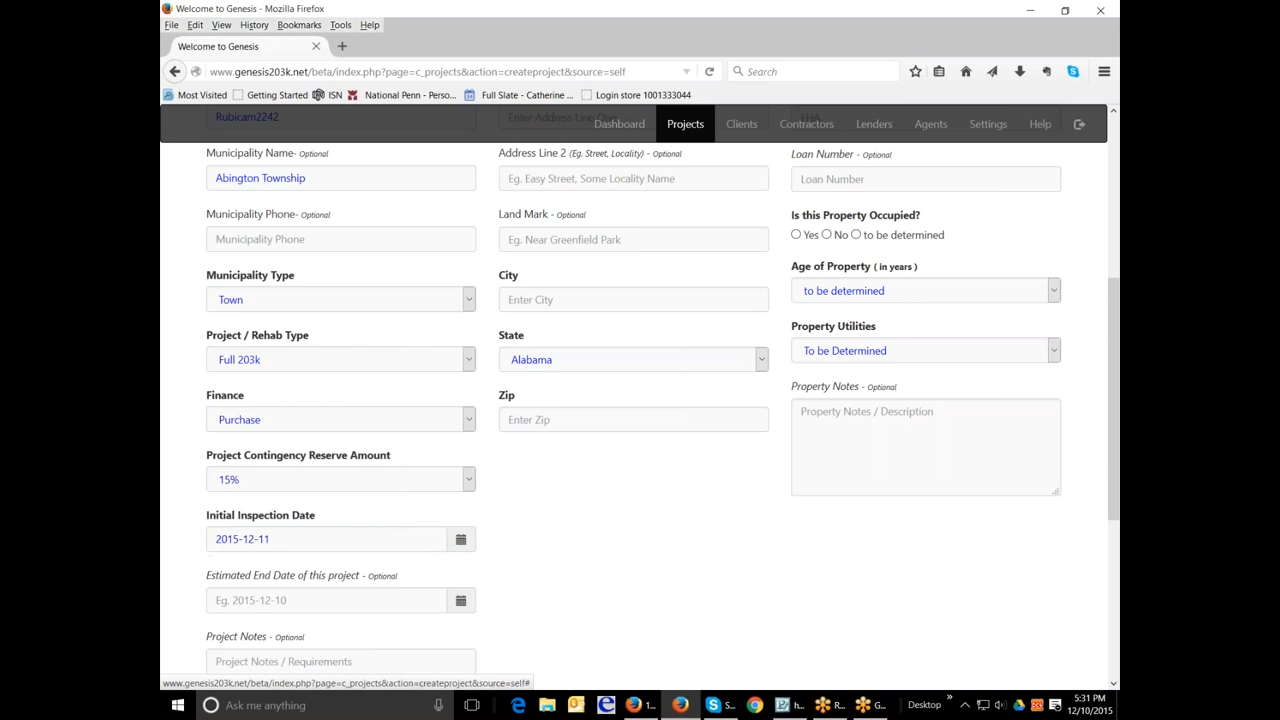 Welcome to Genesis - Mozilla Firefox
File Edit View History Bookmarks Tools Help
Welcome to Genesis
www.genesis203k.net/beta/index.php?page=c_projects&action=createproject&source=self
Search
Most Visited Getting Started ISN National Penn - Perso... Full Slate - Catherine ... Login store 1001333044
Rubicam2242
Enter Address Line One
FHA
Dashboard Projects Clients Contractors Lenders Agents Settings Help
Municipality Name- Optional
Abington Township
Municipality Phone- Optional
Municipality Phone
Municipality Type
Town
Project / Rehab Type
Full 203k
Finance
Purchase
Project Contingency Reserve Amount
15%
Initial Inspection Date
2015-12-11
Estimated End Date of this project - Optional
Eg. 2015-12-10
Project Notes - Optional
Project Notes / Requirements
Address Line 2 (Eg. Street, Locality) - Optional
Eg. Easy Street, Some Locality Name
Land Mark - Optional
Eg. Near Greenfield Park
City
Enter City
State
Alabama
Zip
Enter Zip
Loan Number - Optional
Loan Number
Is this Property Occupied?
Yes No to be determined
Age of Property ( in years )
to be determined
Property Utilities
To be Determined
Property Notes - Optional
Property Notes / Description
www.genesis203k.net/beta/index.php?page=c_projects&action=createproject&source=self#
Ask me anything
1...
S...
h...
R...
G...
Desktop
5:31 PM
12/10/2015